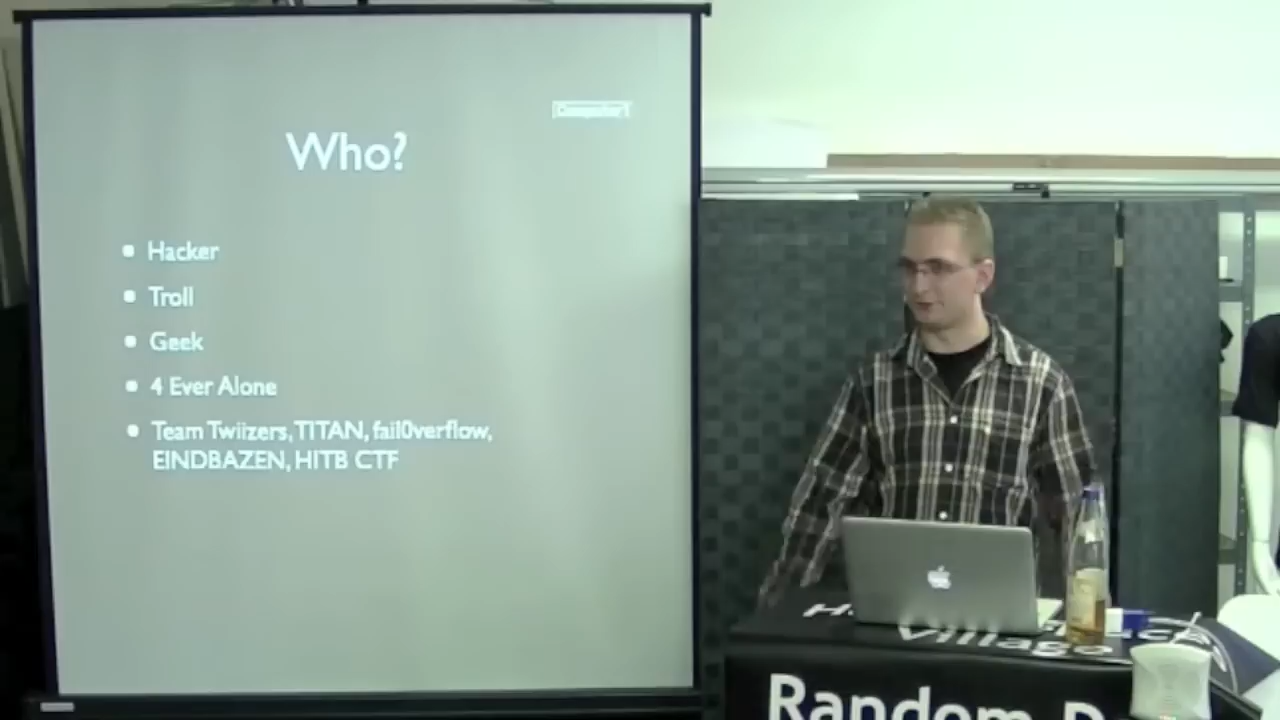 Who?
Hacker
Troll
Geek
4 Ever Alone
Team Twiizers, TITAN, fail0verflow,
EINDBAZEN, HITB CTF
Village
Random